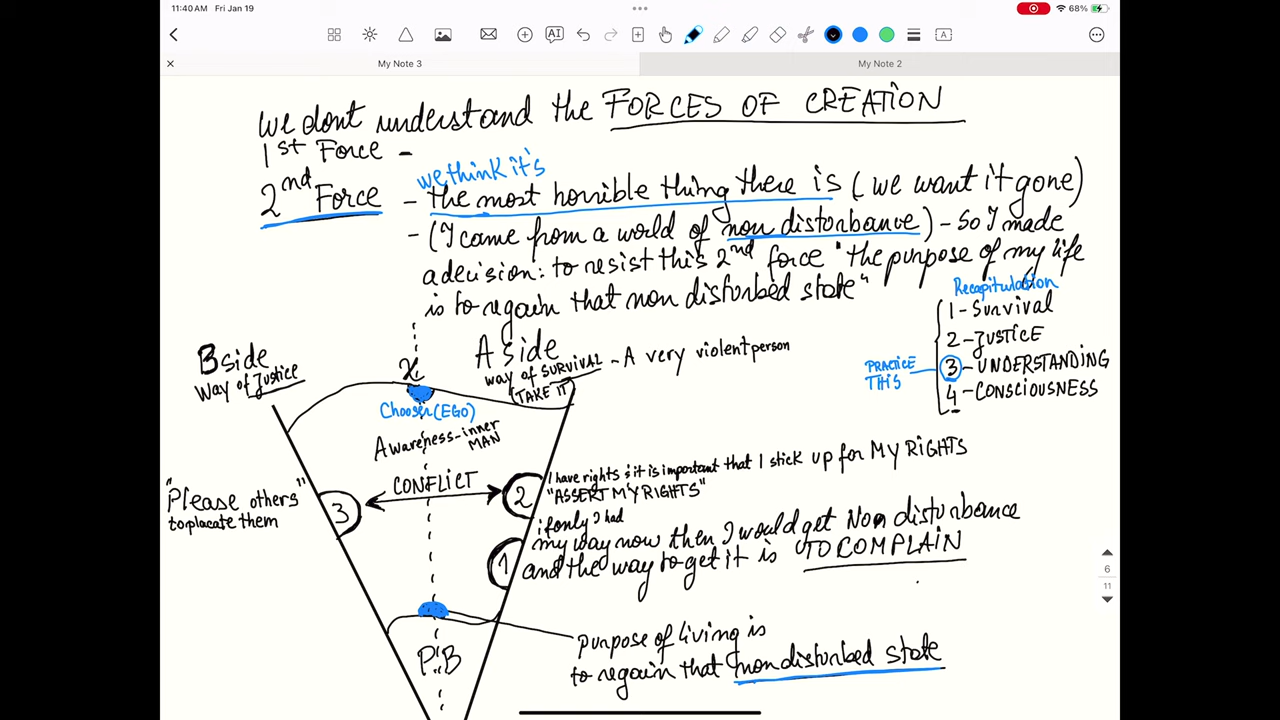 11:40 AM Fri Jan 19
68%
My Note 3
My Note 2
We dont understand the FORCES OF CREATION
1st Force -
we think it's
2nd Force - the most horrible thing there is (we want it gone)
- (I came from a world of non disturbance) - So I made
a decision: to resist this 2nd force "the purpose of my life
is to regain that non disturbed state"
Recapitulation
1 - Survival
2 - JUSTICE
PRACTICE THIS
3 - UNDERSTANDING
4 - CONSCIOUSNESS
B side
Way of Justice
X
A side
way of SURVIVAL - A very violent person
(TAKE IT)
Chooser (EGO)
Awareness - inner
MAN
CONFLICT
"Please others"
to placate them
3
2
I have rights & it is important that I stick up for MY RIGHTS
"ASSERT MY RIGHTS"
1
if only I had
my way now then I would get Non disturbance
and the way to get it is TO COMPLAIN
6
11
P B
purpose of living is
to regain that non disturbed state